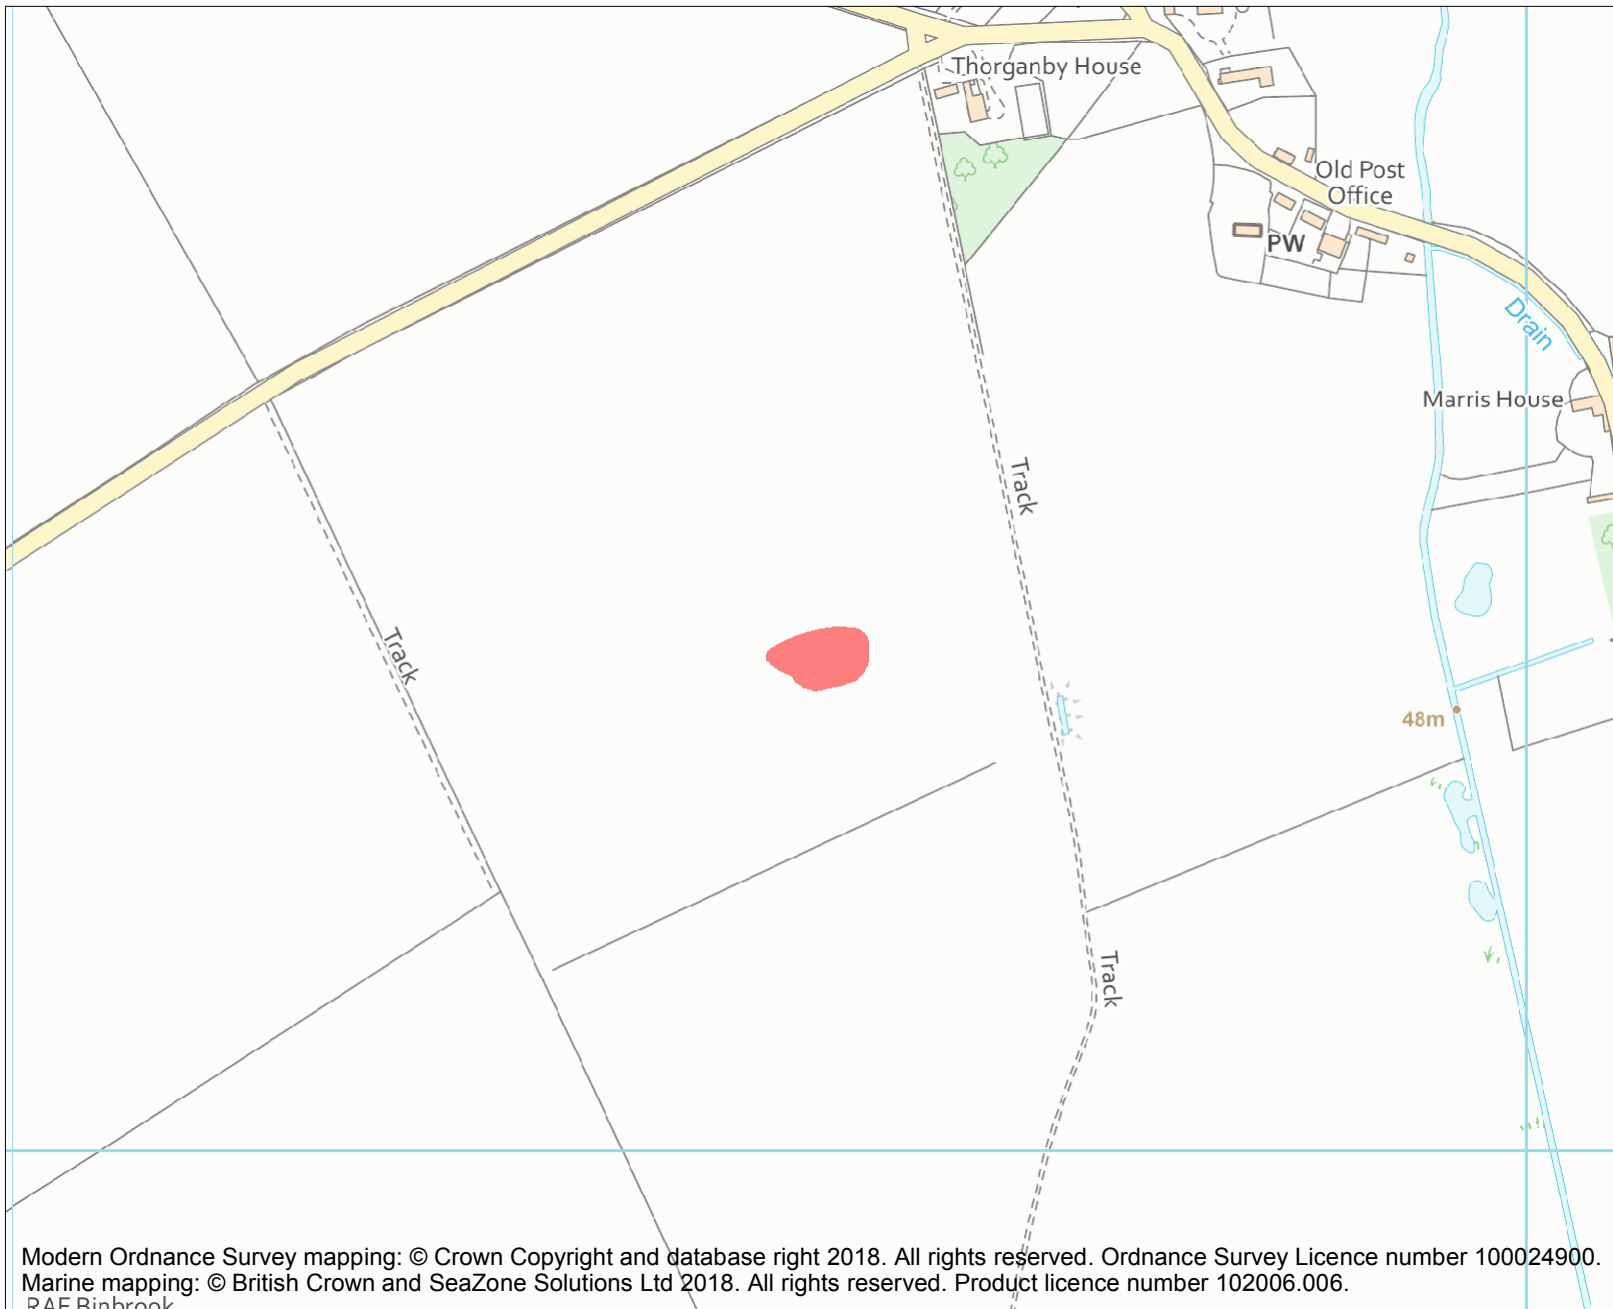 Thorganby House
Old Post
Office
PW
Drain
Marris House
Track
Track
48m
Track
Modern Ordnance Survey mapping: © Crown Copyright and database right 2018. All rights reserved. Ordnance Survey Licence number 100024900.
Marine mapping: © British Crown and SeaZone Solutions Ltd 2018. All rights reserved. Product licence number 102006.006.
RAF Binbrook